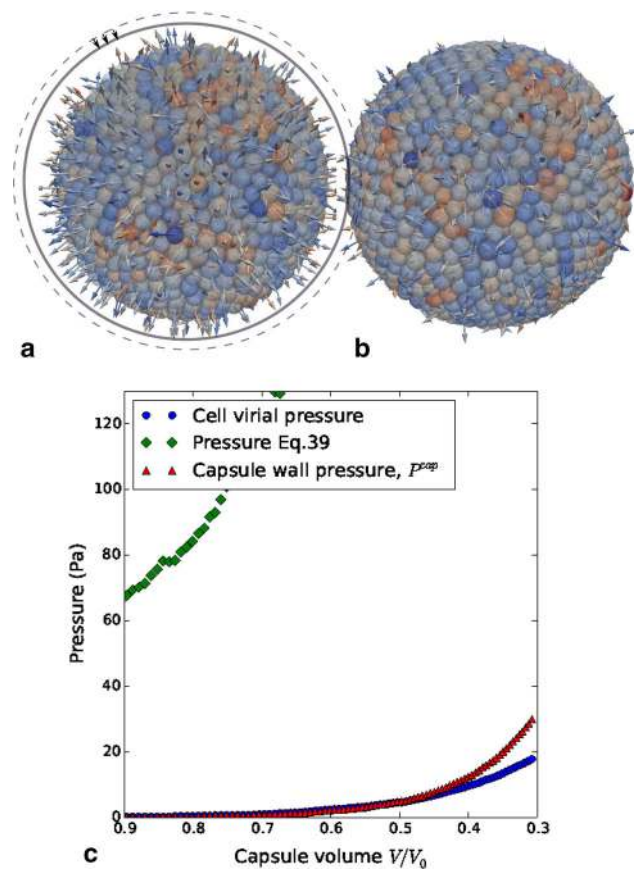 a
b
120
100
80
60
40
20
0
Pressure (Pa)
Cell virial pressure
Pressure Eq.39
Capsule wall pressure, P^cap
0.9
0.8
0.7
0.6
0.5
0.4
0.3
Capsule volume V/V₀
c